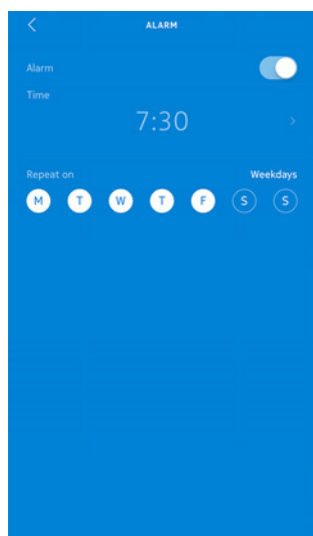 ALARM
Alarm
Time
7:30
Repeat on Weekdays
M T W T F S S